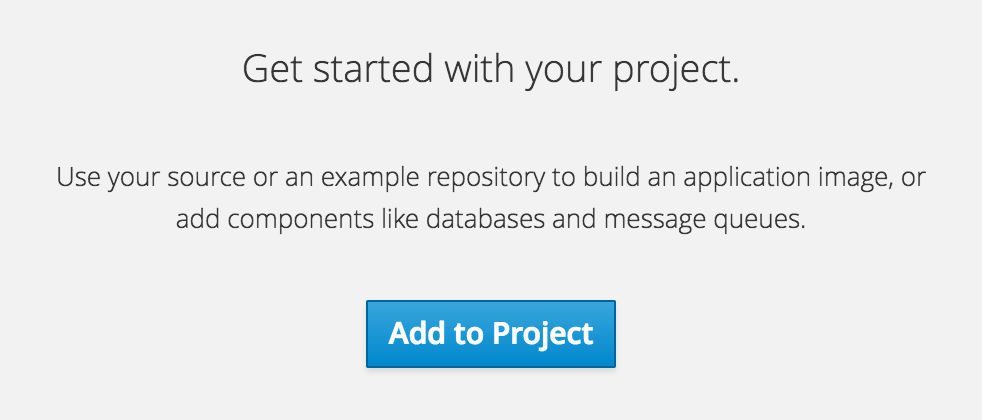 Get started with your project.
Use your source or an example repository to build an application image, or
add components like databases and message queues.
Add to Project